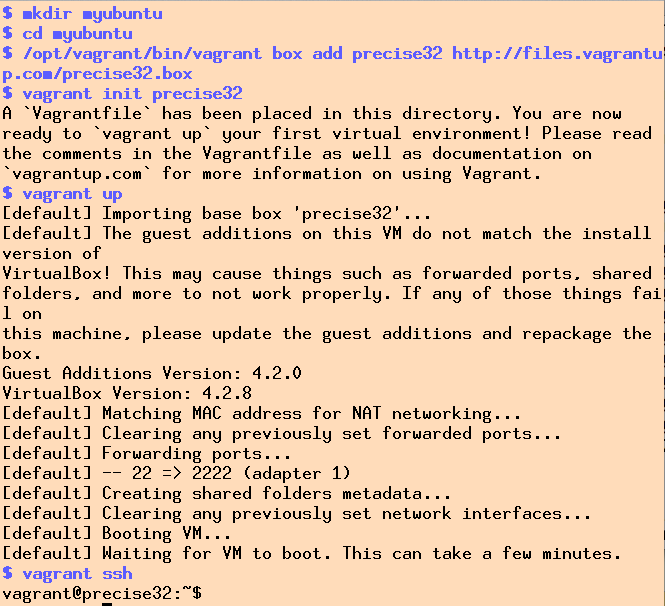 $ mkdir myubuntu
$ cd myubuntu
$ /opt/vagrant/bin/vagrant box add precise32 http://files.vagrantu
p.com/precise32.box
$ vagrant init precise32
A `Vagrantfile` has been placed in this directory. You are now
ready to `vagrant up` your first virtual environment! Please read
the comments in the Vagrantfile as well as documentation on
`vagrantup.com` for more information on using Vagrant.
$ vagrant up
[default] Importing base box 'precise32'...
[default] The guest additions on this VM do not match the install
version of
VirtualBox! This may cause things such as forwarded ports, shared
folders, and more to not work properly. If any of those things fai
l on
this machine, please update the guest additions and repackage the
box.
Guest Additions Version: 4.2.0
VirtualBox Version: 4.2.8
[default] Matching MAC address for NAT networking...
[default] Clearing any previously set forwarded ports...
[default] Forwarding ports...
[default] -- 22 => 2222 (adapter 1)
[default] Creating shared folders metadata...
[default] Clearing any previously set network interfaces...
[default] Booting VM...
[default] Waiting for VM to boot. This can take a few minutes.
$ vagrant ssh
vagrant@precise32:~$